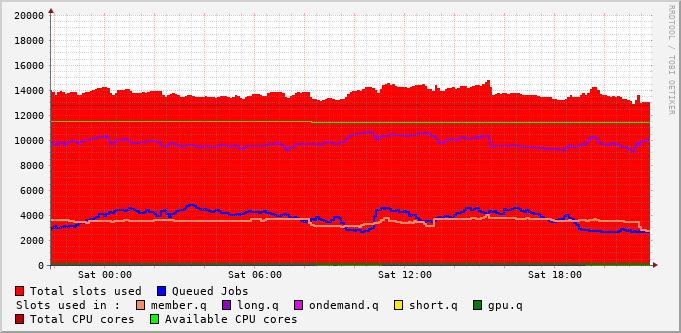 20000
18000
16000
14000
12000
10000
8000
6000
4000
2000
0
Sat 00:00 Sat 06:00 Sat 12:00 Sat 18:00
Total slots used Queued Jobs
Slots used in : member.q long.q ondemand.q short.q gpu.q
Total CPU cores Available CPU cores
RRDTOOL / TOBI OETIKER